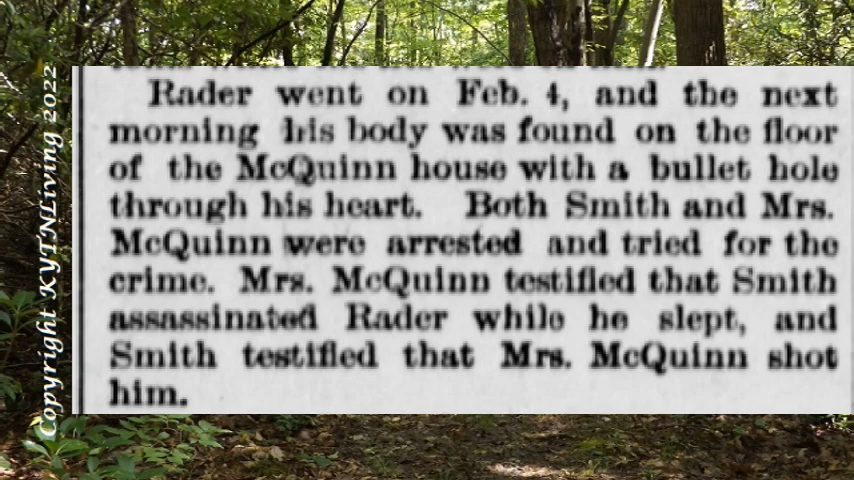 Rader went on Feb. 4, and the next
morning his body was found on the floor
of the McQuinn house with a bullet hole
through his heart. Both Smith and Mrs.
McQuinn were arrested and tried for the
crime. Mrs. McQuinn testified that Smith
assassinated Rader while he slept, and
Smith testified that Mrs. McQuinn shot
him.
Copyright KYTNLiving 2022